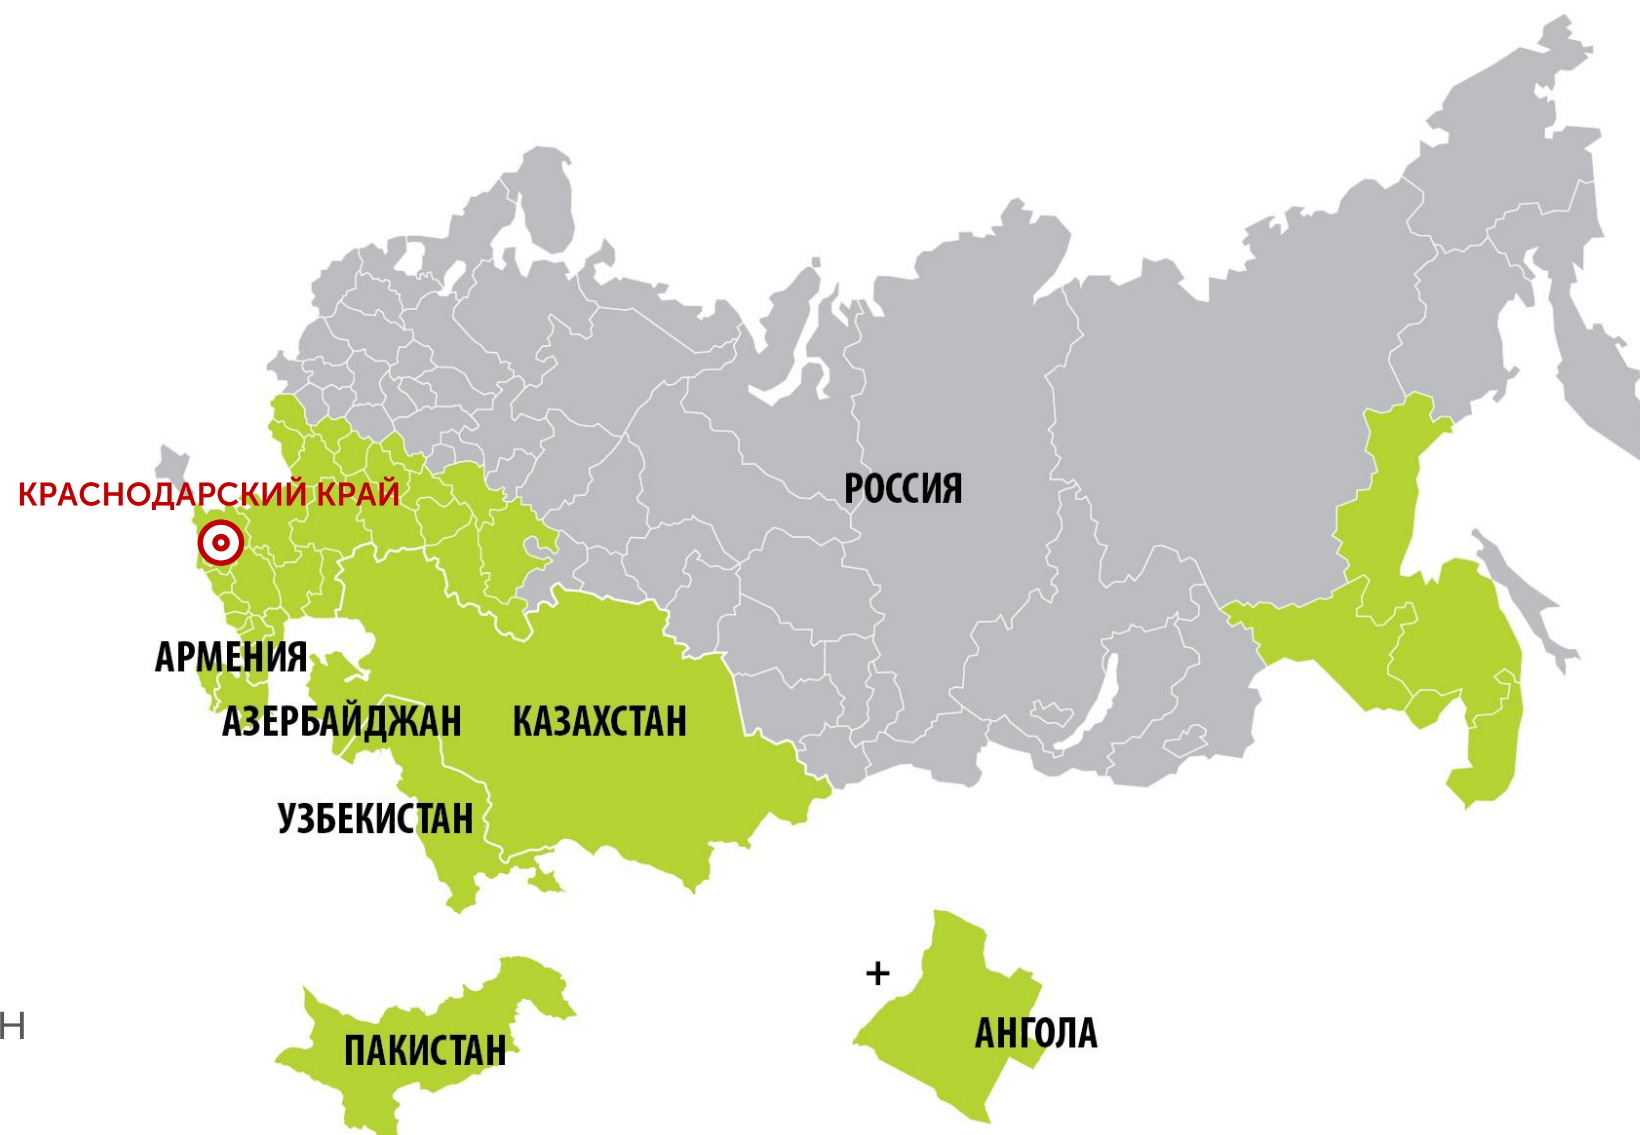 РОССИЯ
КРАСНОДАРСКИЙ КРАЙ
АРМЕНИЯ
АЗЕРБАЙДЖАН
КАЗАХСТАН
УЗБЕКИСТАН
+
Н
ПАКИСТАН
АНГОЛА